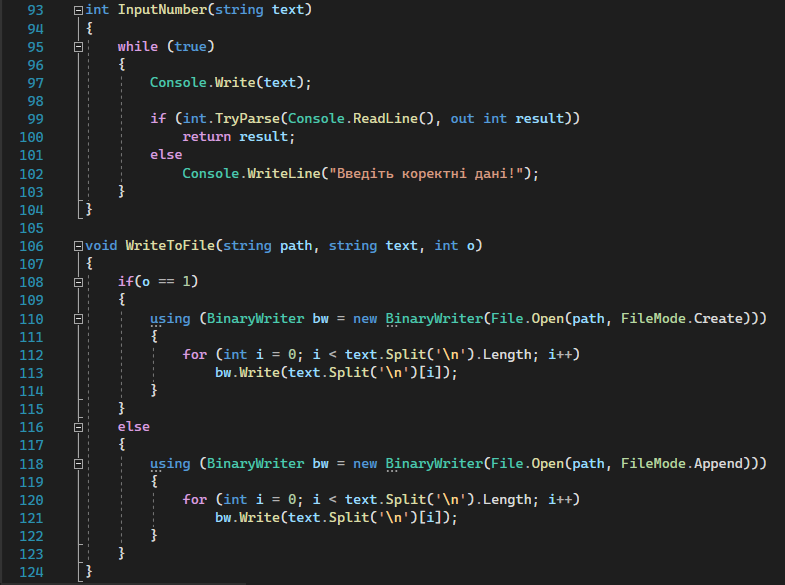 93 int InputNumber(string text)
94 {
95 while (true)
96 {
97 Console.Write(text);
98
99 if (int.TryParse(Console.ReadLine(), out int result))
100 return result;
101 else
102 Console.WriteLine("Введіть коректні дані!");
103 }
104 }
105
106 void WriteToFile(string path, string text, int o)
107 {
108 if(o == 1)
109 {
110 using (BinaryWriter bw = new BinaryWriter(File.Open(path, FileMode.Create)))
111 {
112 for (int i = 0; i < text.Split('\n').Length; i++)
113 bw.Write(text.Split('\n')[i]);
114 }
115 }
116 else
117 {
118 using (BinaryWriter bw = new BinaryWriter(File.Open(path, FileMode.Append)))
119 {
120 for (int i = 0; i < text.Split('\n').Length; i++)
121 bw.Write(text.Split('\n')[i]);
122 }
123 }
124 }